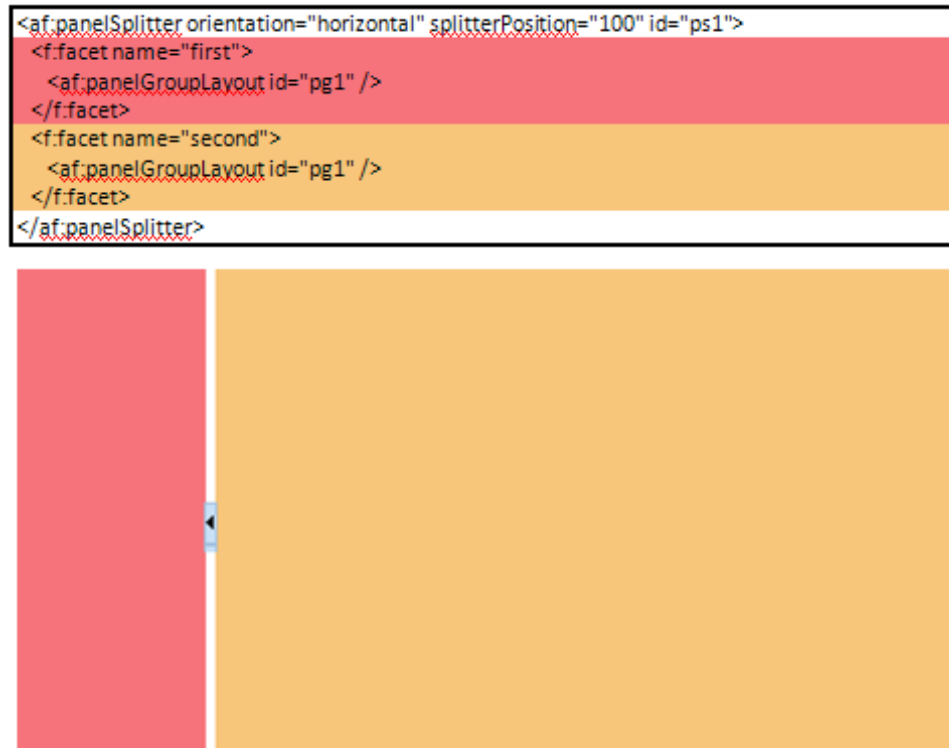 <af:panelSplitter orientation="horizontal" splitterPosition="100" id="ps1">
<f:facet name="first">
<af:panelGroupLayout id="pg1" />
</f:facet>
<f:facet name="second">
<af:panelGroupLayout id="pg1" />
</f:facet>
</af:panelSplitter>